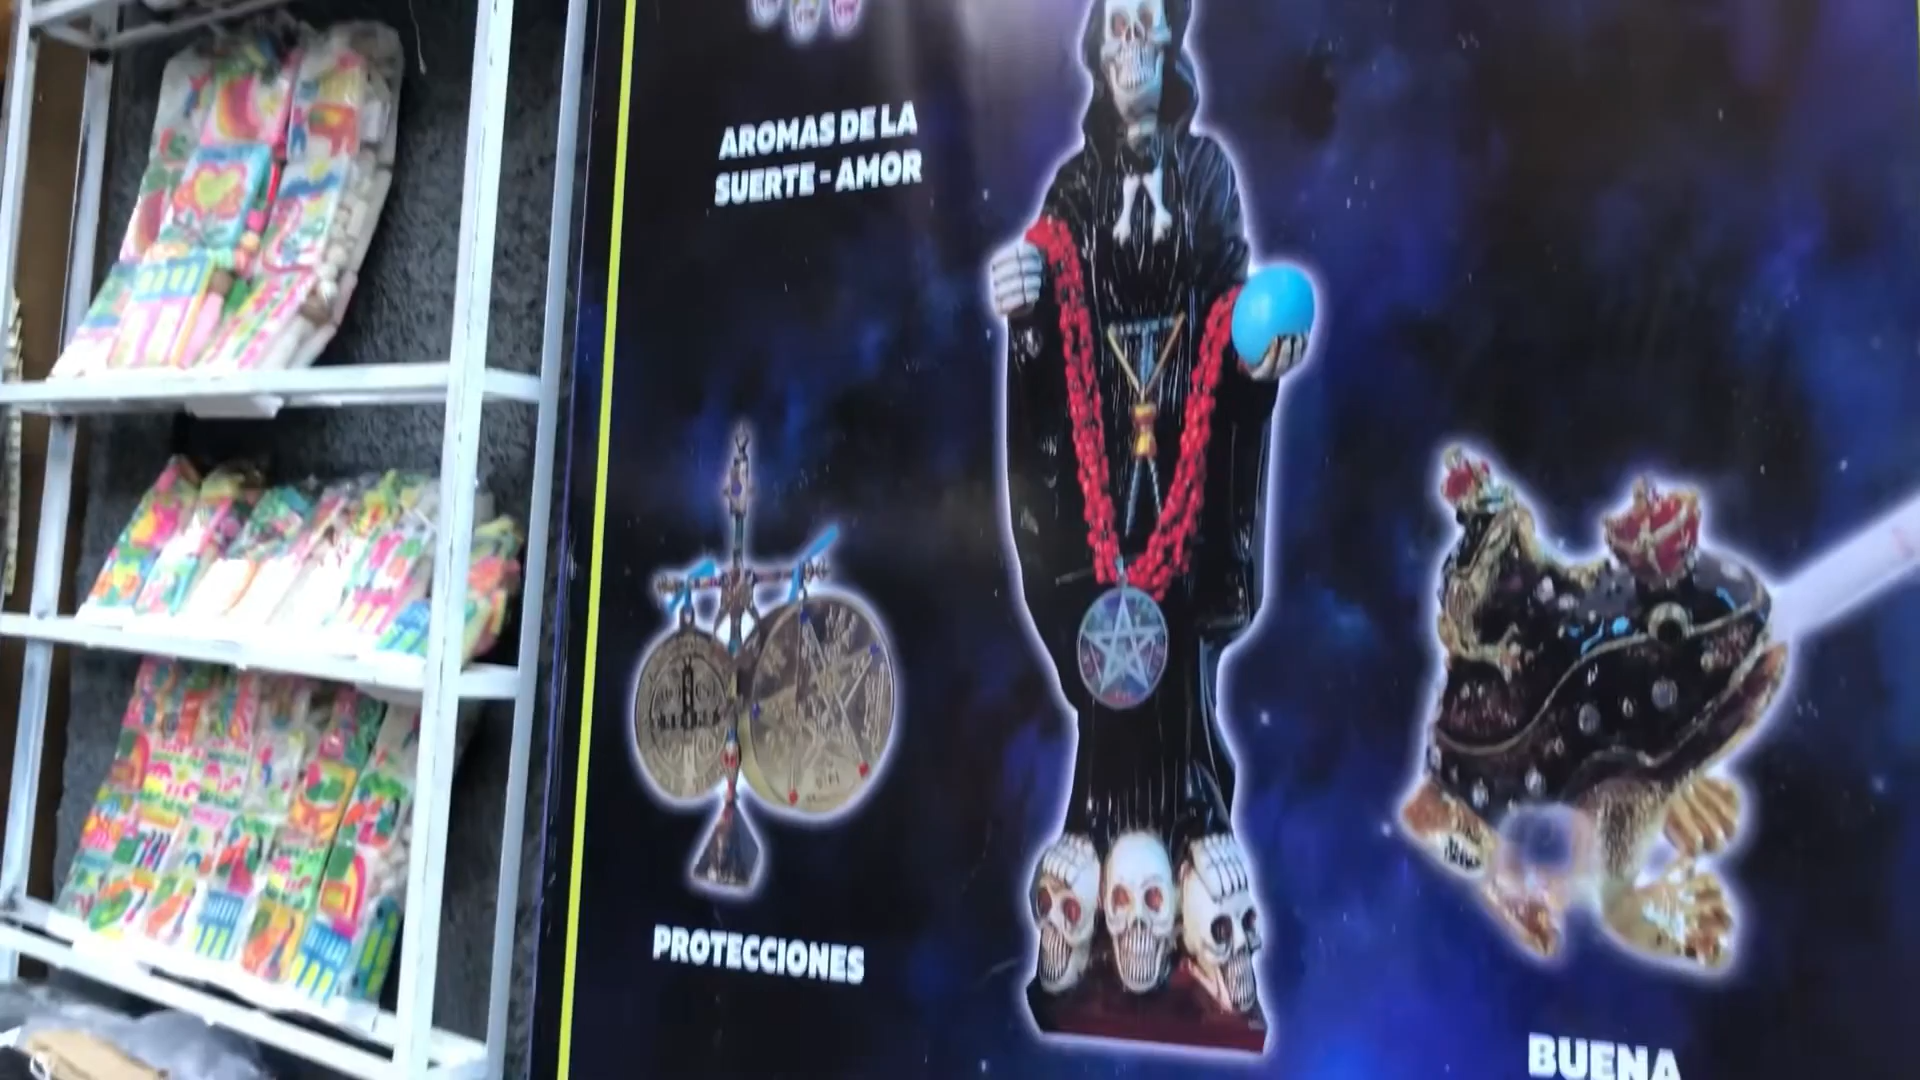 AROMAS DE LA
SUERTE - AMOR
PROTECCIONES
BUENA